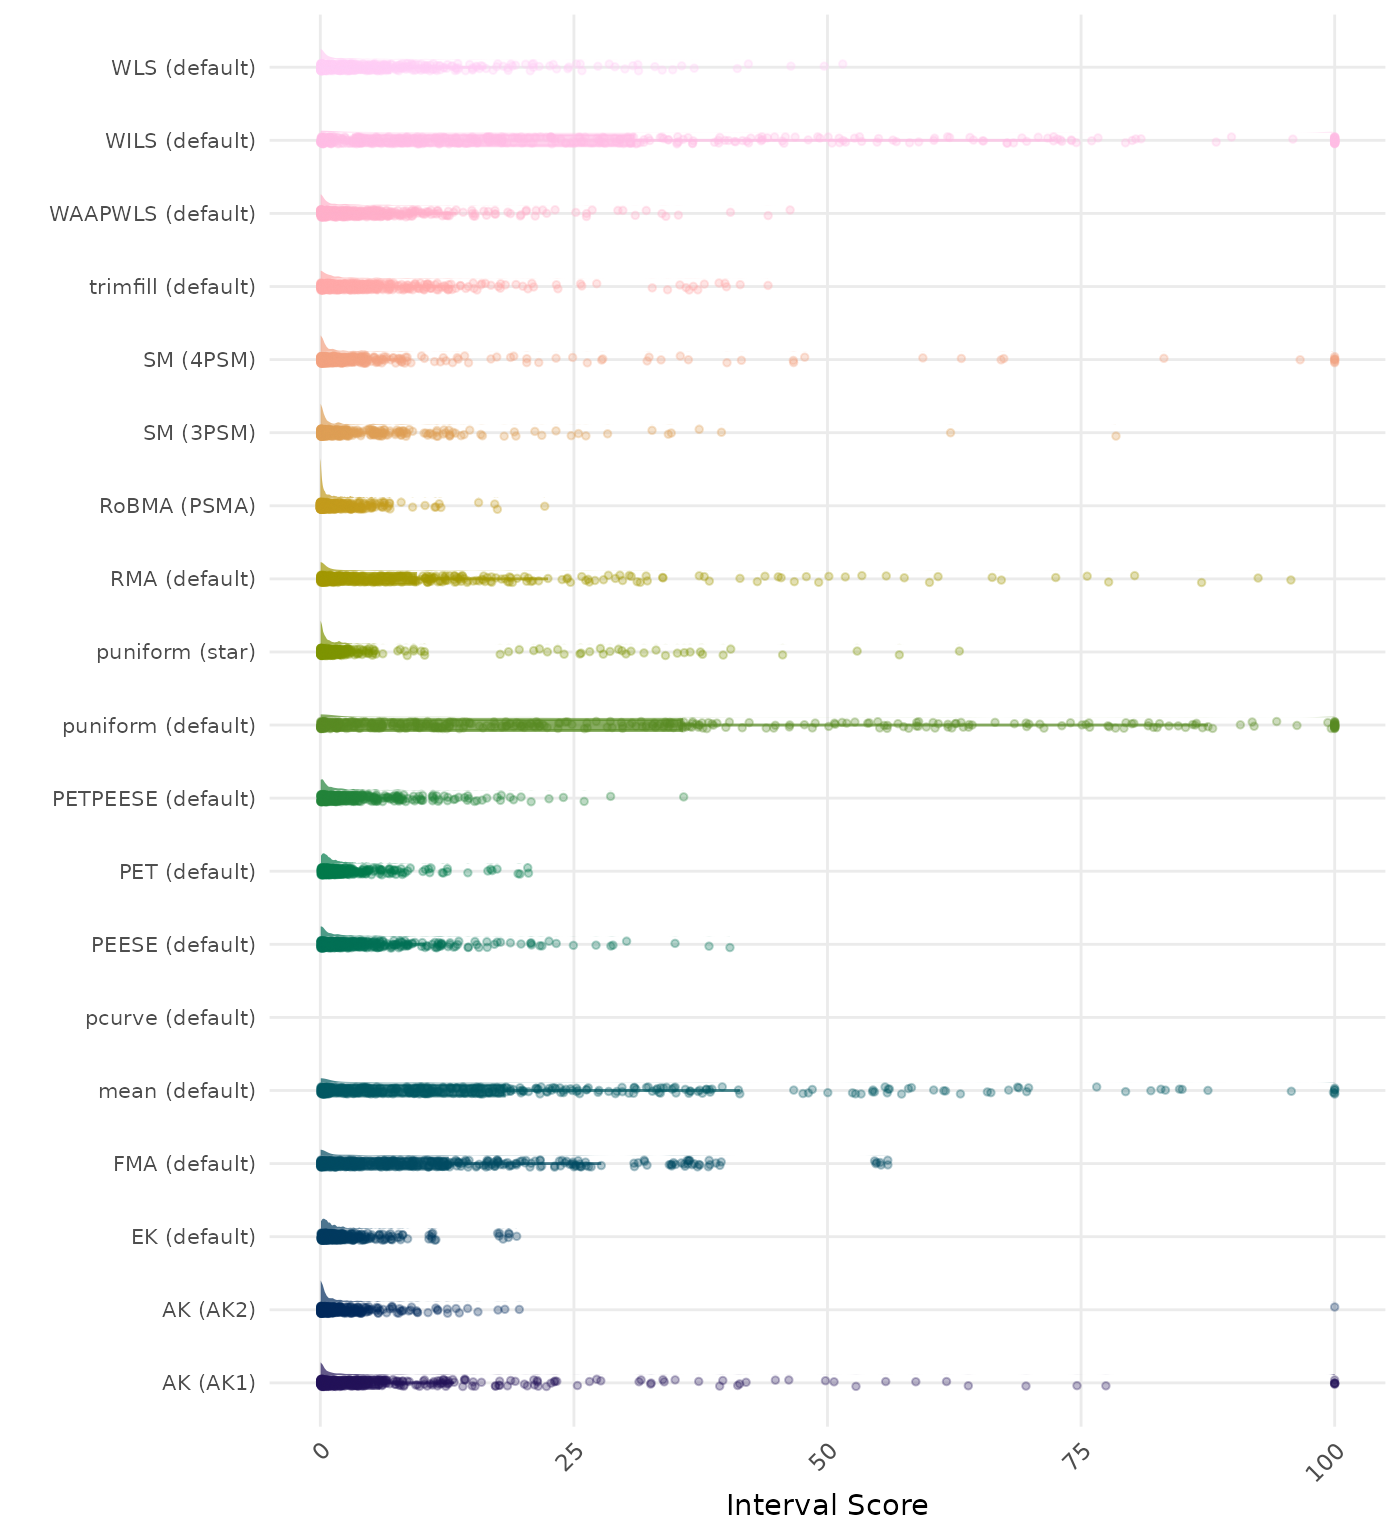 WLS (default)
WILS (default)
WAAPWLS (default)
trimfill (default)
SM (4PSM)
SM (3PSM)
RoBMA (PSMA)
RMA (default)
puniform (star)
puniform (default)
PETPEESE (default)
PET (default)
PEESE (default)
pcurve (default)
mean (default)
FMA (default)
EK (default)
AK (AK2)
AK (AK1)
0
25
50
75
100
Interval Score